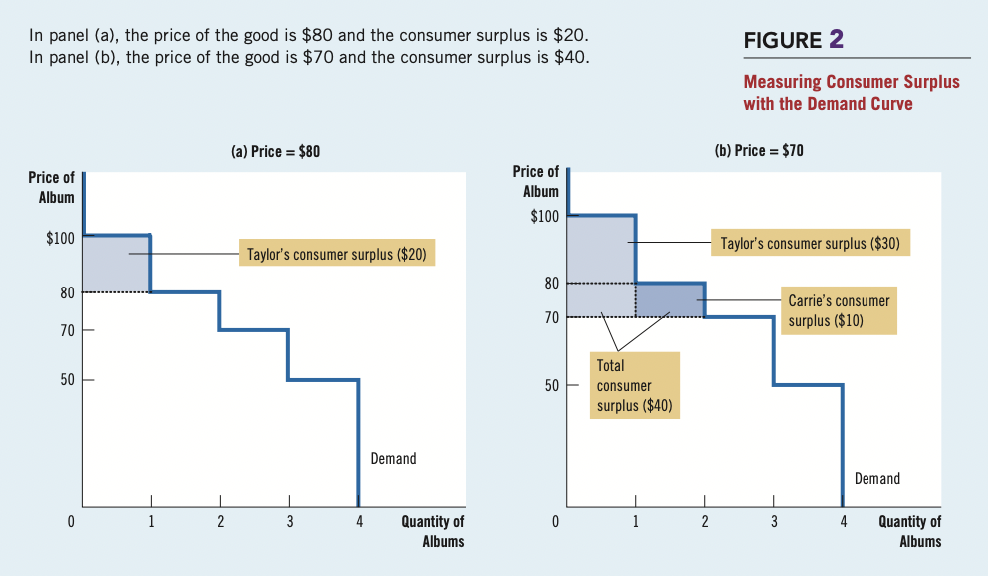 In panel (a), the price of the good is $80 and the consumer surplus is $20.
In panel (b), the price of the good is $70 and the consumer surplus is $40.
FIGURE 2
Measuring Consumer Surplus
with the Demand Curve
(a) Price = $80
Price of
Album
$100
80
70
50
Taylor's consumer surplus ($20)
Demand
0 1 2 3 4
Quantity of
Albums
(b) Price = $70
Price of
Album
$100
80
70
50
Taylor's consumer surplus ($30)
Carrie's consumer
surplus ($10)
Total
consumer
surplus ($40)
Demand
0 1 2 3 4
Quantity of
Albums